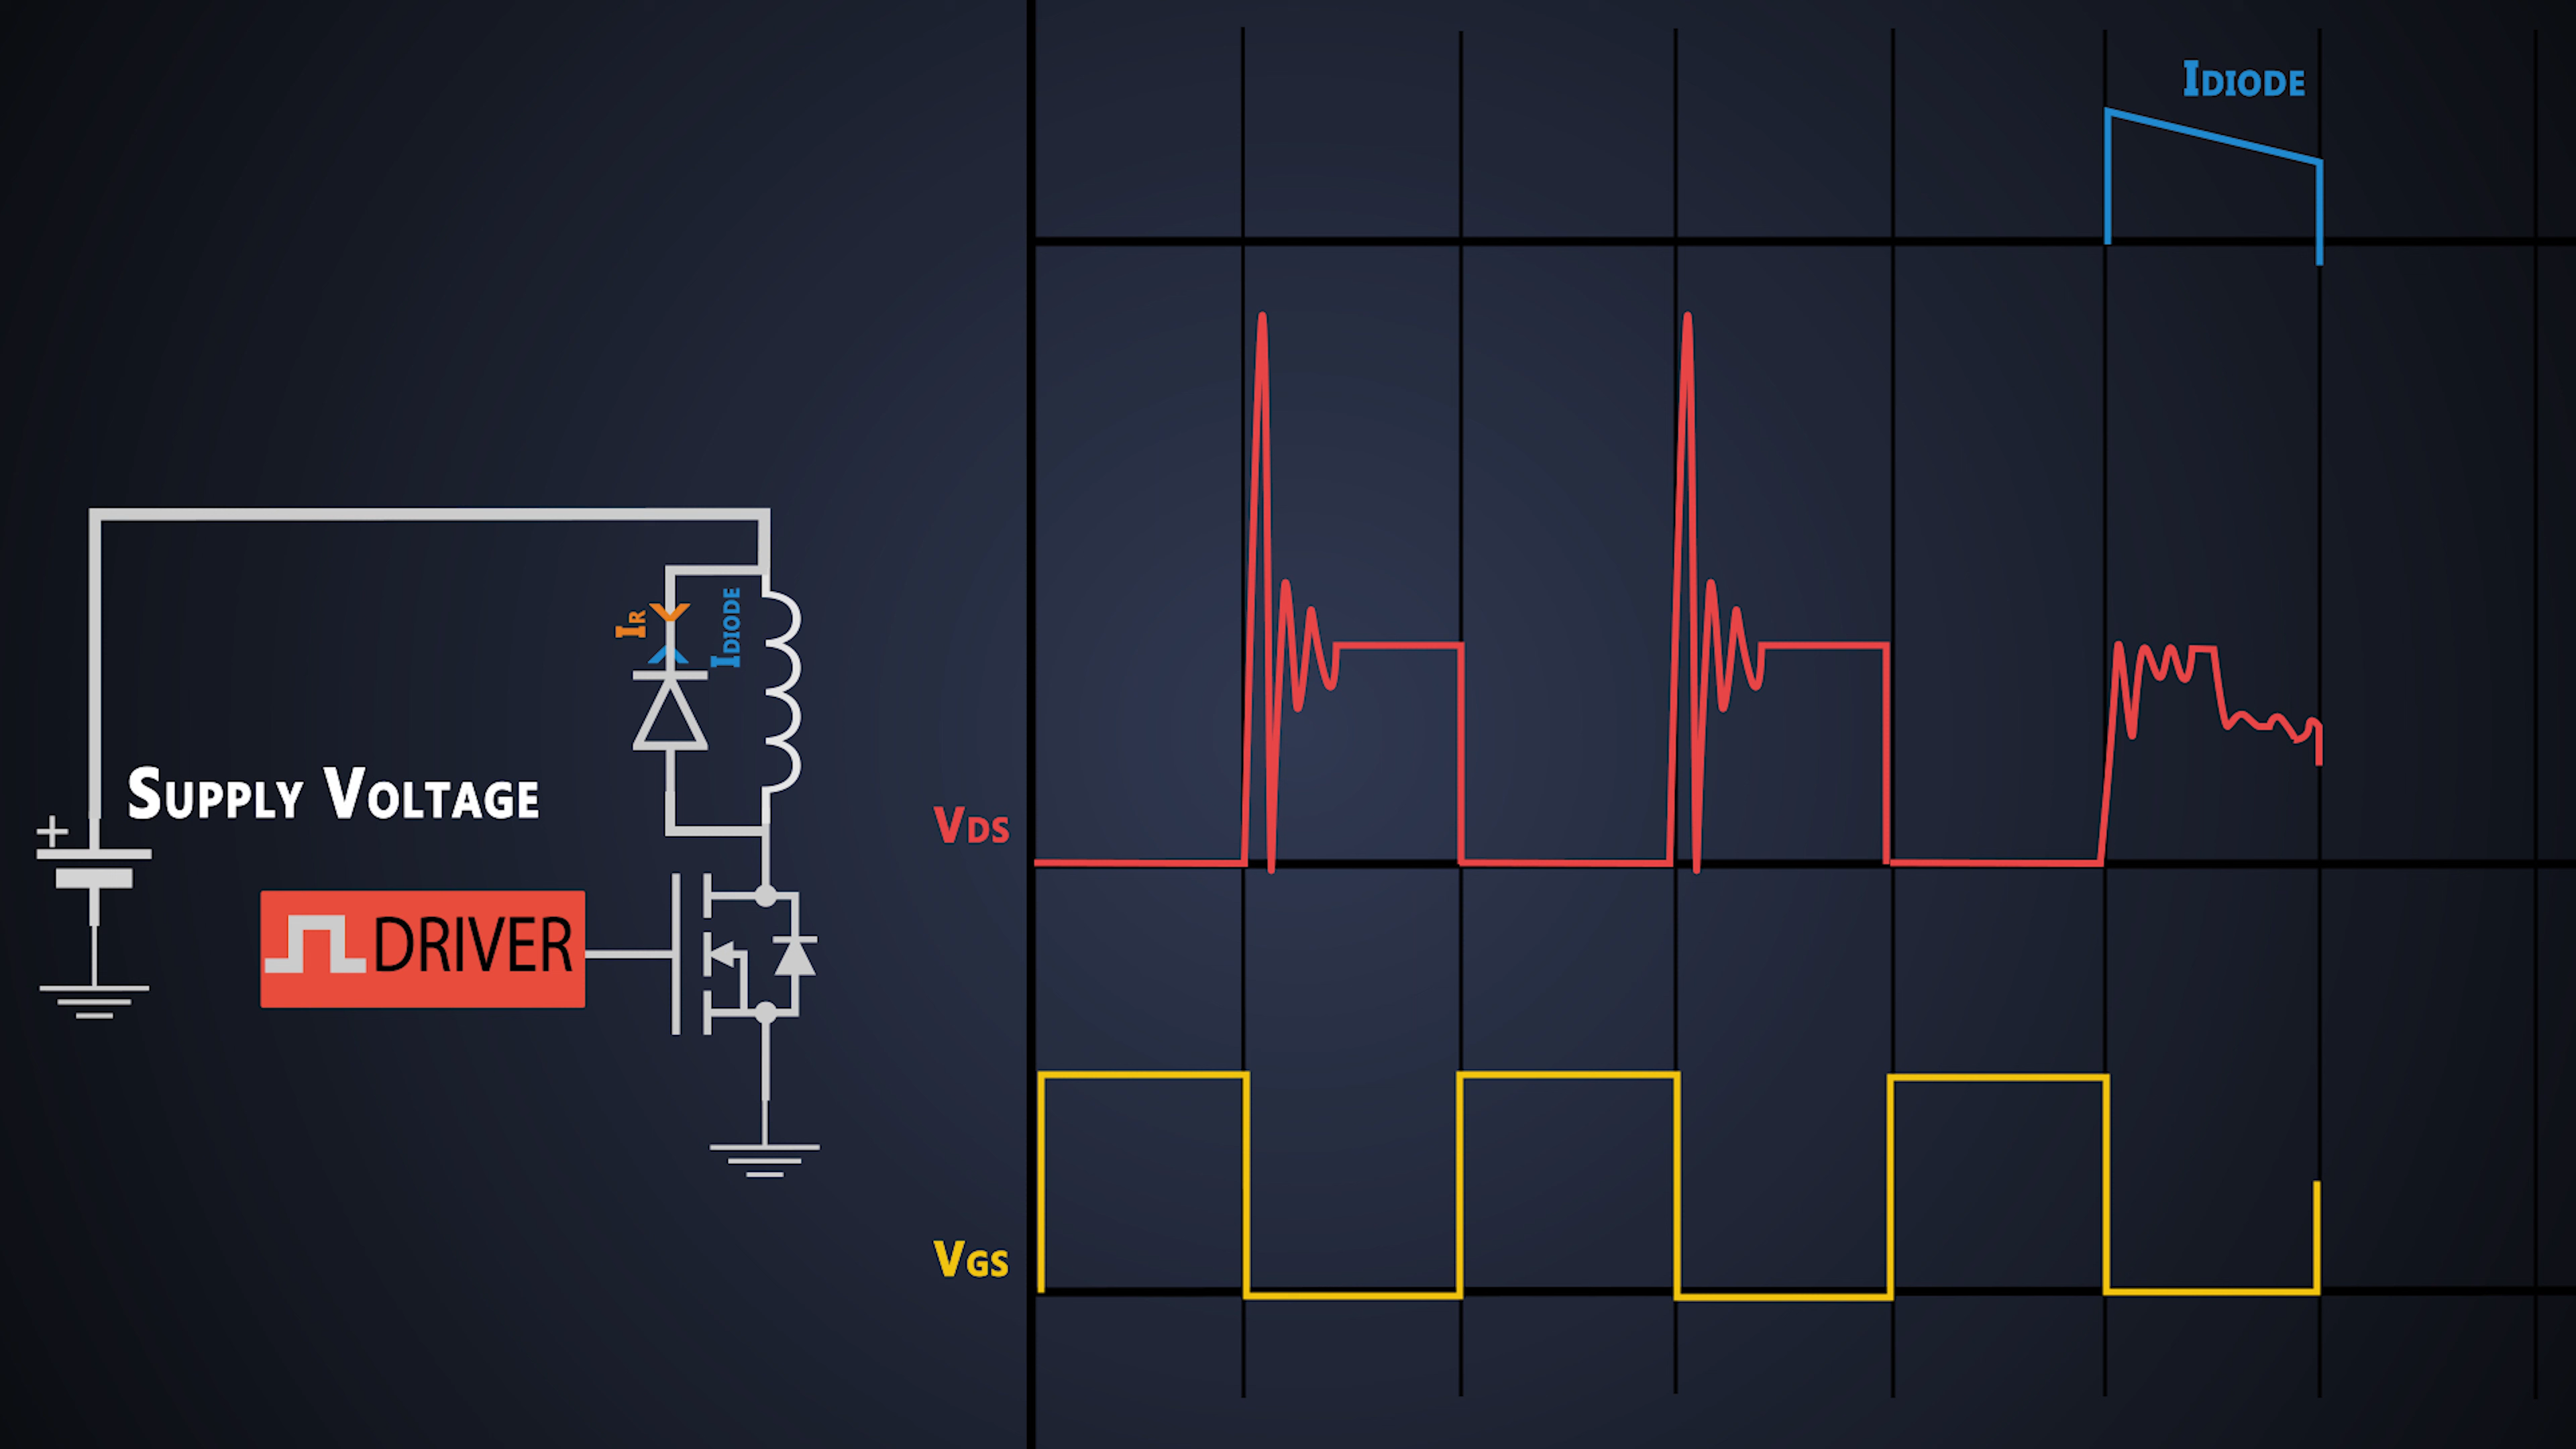 IDIODE
IR
IDIODE
SUPPLY VOLTAGE
+
DRIVER
VDS
VGS